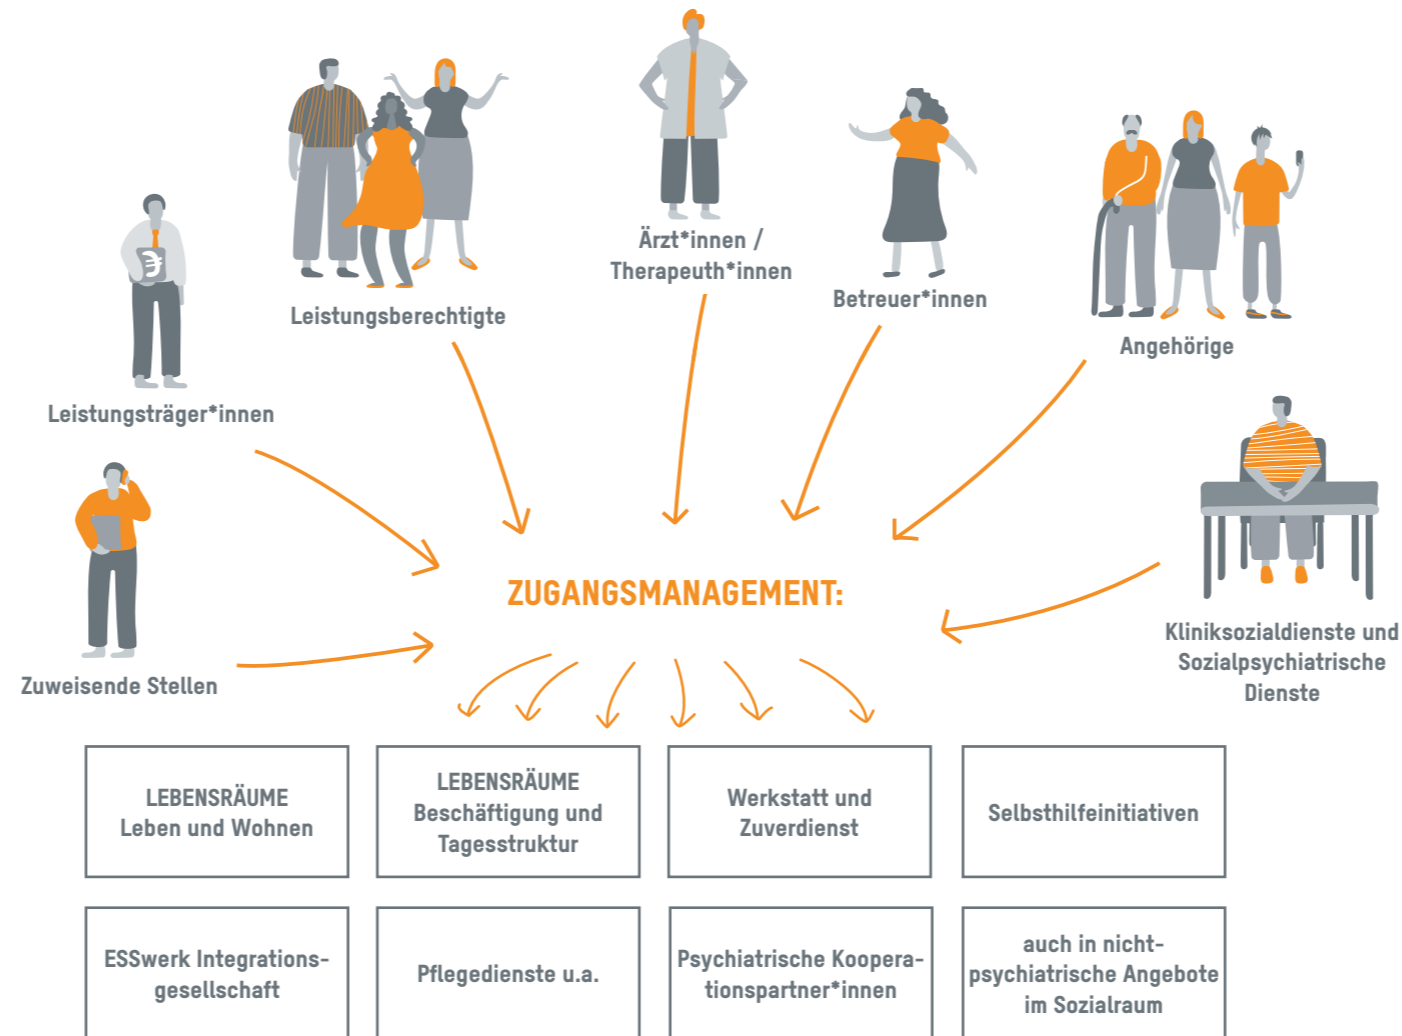 Ärzt*innen /
Therapeuth*innen
Betreuer*innen
Leistungsberechtigte
Angehörige
Leistungsträger*innen
Zuweisende Stellen
ZUGANGSMANAGEMENT:
Kliniksozialdienste und
Sozialpsychiatrische
Dienste
LEBENSRÄUME
Leben und Wohnen
LEBENSRÄUME
Beschäftigung und
Tagesstruktur
Werkstatt und
Zuverdienst
Selbsthilfeinitiativen
ESSwerk Integrations-
gesellschaft
Pflegedienste u.a.
Psychiatrische Koopera-
tionspartner*innen
auch in nicht-
psychiatrische Angebote
im Sozialraum